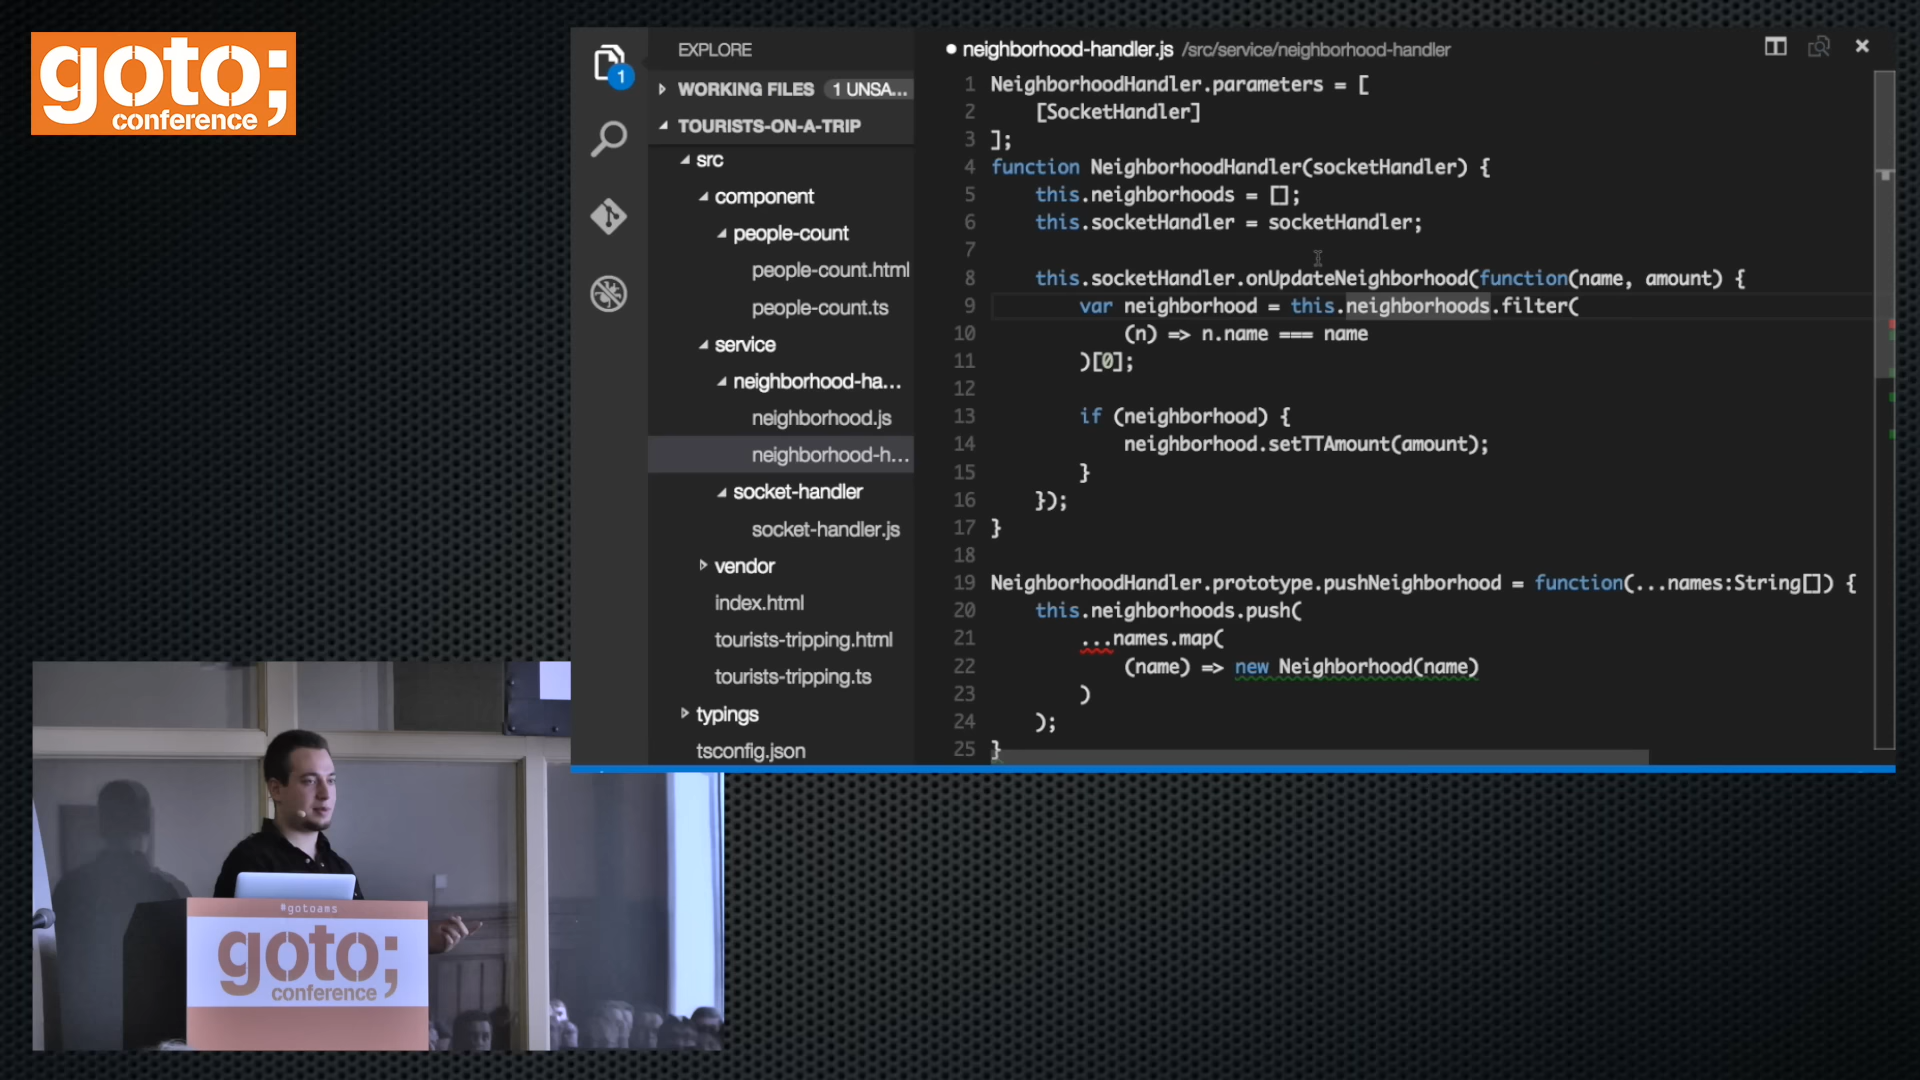 goto;
conference
EXPLORE
WORKING FILES 1 UNSA...
TOURISTS-ON-A-TRIP
src
component
people-count
people-count.html
people-count.ts
service
neighborhood-ha...
neighborhood.js
neighborhood-h...
socket-handler
socket-handler.js
vendor
index.html
tourists-tripping.html
tourists-tripping.ts
typings
tsconfig.json
1
neighborhood-handler.js /src/service/neighborhood-handler
1 NeighborhoodHandler.parameters = [
2 [SocketHandler]
3 ];
4 function NeighborhoodHandler(socketHandler) {
5 this.neighborhoods = [];
6 this.socketHandler = socketHandler;
7
8 this.socketHandler.onUpdateNeighborhood(function(name, amount) {
9 var neighborhood = this.neighborhoods.filter(
10 (n) => n.name === name
11 )[0];
12
13 if (neighborhood) {
14 neighborhood.setTTAmount(amount);
15 }
16 });
17 }
18
19 NeighborhoodHandler.prototype.pushNeighborhood = function(...names:String[]) {
20 this.neighborhoods.push(
21 ...names.map(
22 (name) => new Neighborhood(name)
23 )
24 );
25 }
#gotoams
goto;
conference